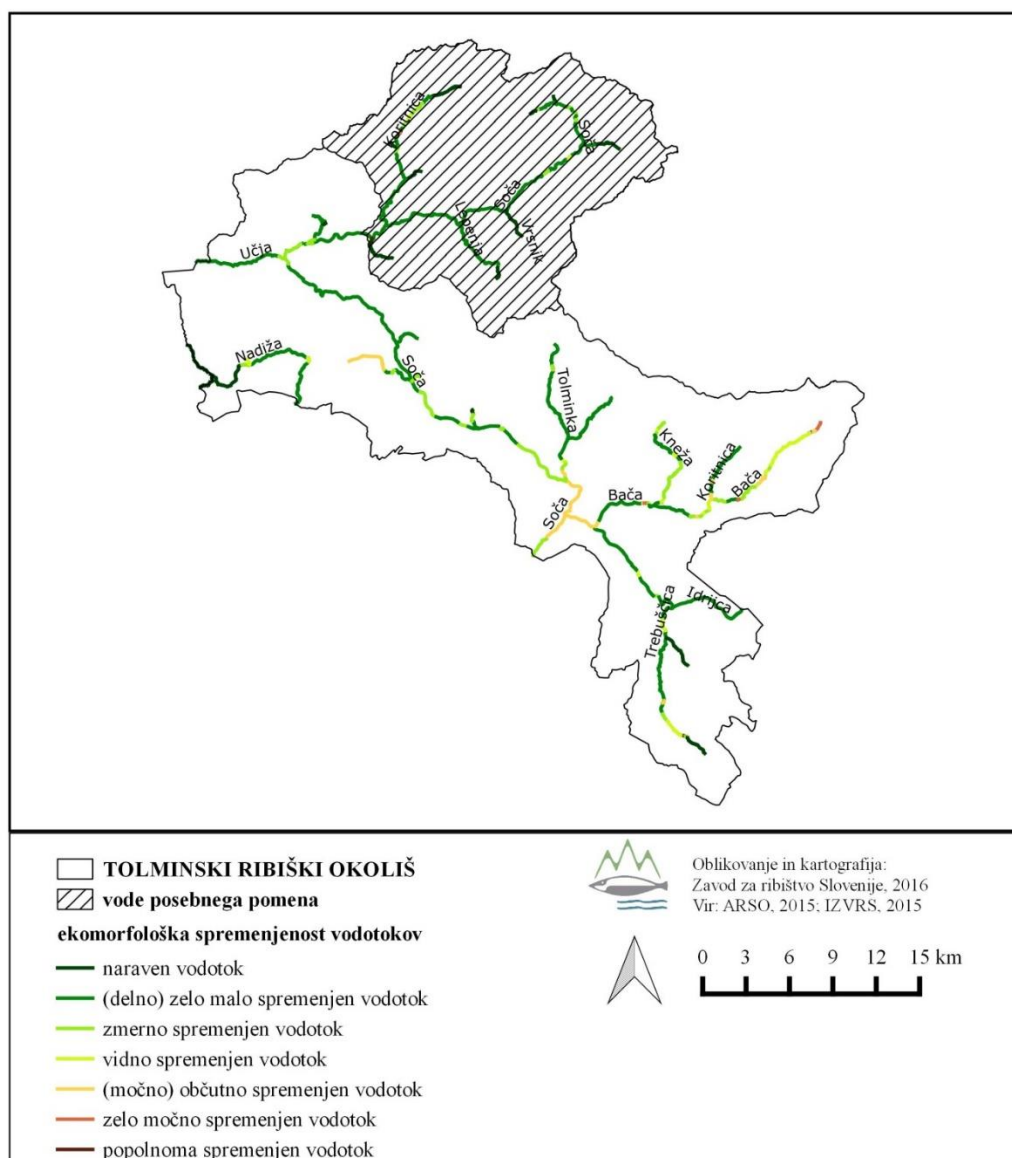 Koritnica
Soča
Soča
Lepenja
Vrsnik
Učja
Nadiža
Soča
Tolminka
Kneža
Koritnica
Bača
Bača
Soča
Idrijca
Trebuščica
TOLMINSKI RIBIŠKI OKOLIŠ
vode posebnega pomena
ekomorfološka spremenjenost vodotokov
naraven vodotok
(delno) zelo malo spremenjen vodotok
zmerno spremenjen vodotok
vidno spremenjen vodotok
(močno) občutno spremenjen vodotok
zelo močno spremenjen vodotok
popolnoma spremenjen vodotok
Oblikovanje in kartografija:
Zavod za ribištvo Slovenije, 2016
Vir: ARSO, 2015; IZVRS, 2015
0 3 6 9 12 15 km